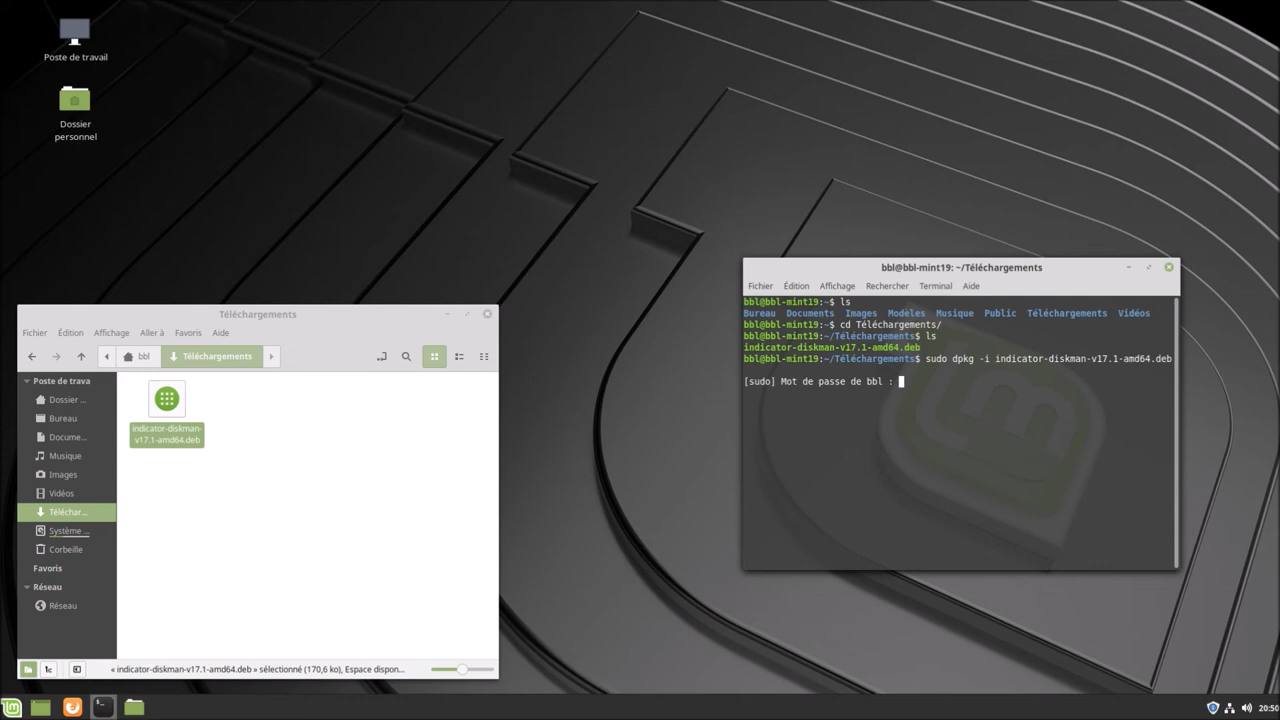 Poste de travail
Dossier
personnel
Téléchargements
Fichier Édition Affichage Aller à Favoris Aide
bbl Téléchargements
Poste de trava
Dossier ...
Bureau
Docume...
Musique
Images
Vidéos
Téléchar...
Système ...
Corbeille
Favoris
Réseau
Réseau
indicator-diskman-
v17.1-amd64.deb
« indicator-diskman-v17.1-amd64.deb » sélectionné (170,6 ko), Espace dispon...
bbl@bbl-mint19: ~/Téléchargements
Fichier Édition Affichage Rechercher Terminal Aide
bbl@bbl-mint19:~$ ls
Bureau Documents Images Modèles Musique Public Téléchargements Vidéos
bbl@bbl-mint19:~$ cd Téléchargements/
bbl@bbl-mint19:~/Téléchargements$ ls
indicator-diskman-v17.1-amd64.deb
bbl@bbl-mint19:~/Téléchargements$ sudo dpkg -i indicator-diskman-v17.1-amd64.deb
[sudo] Mot de passe de bbl :
20:50